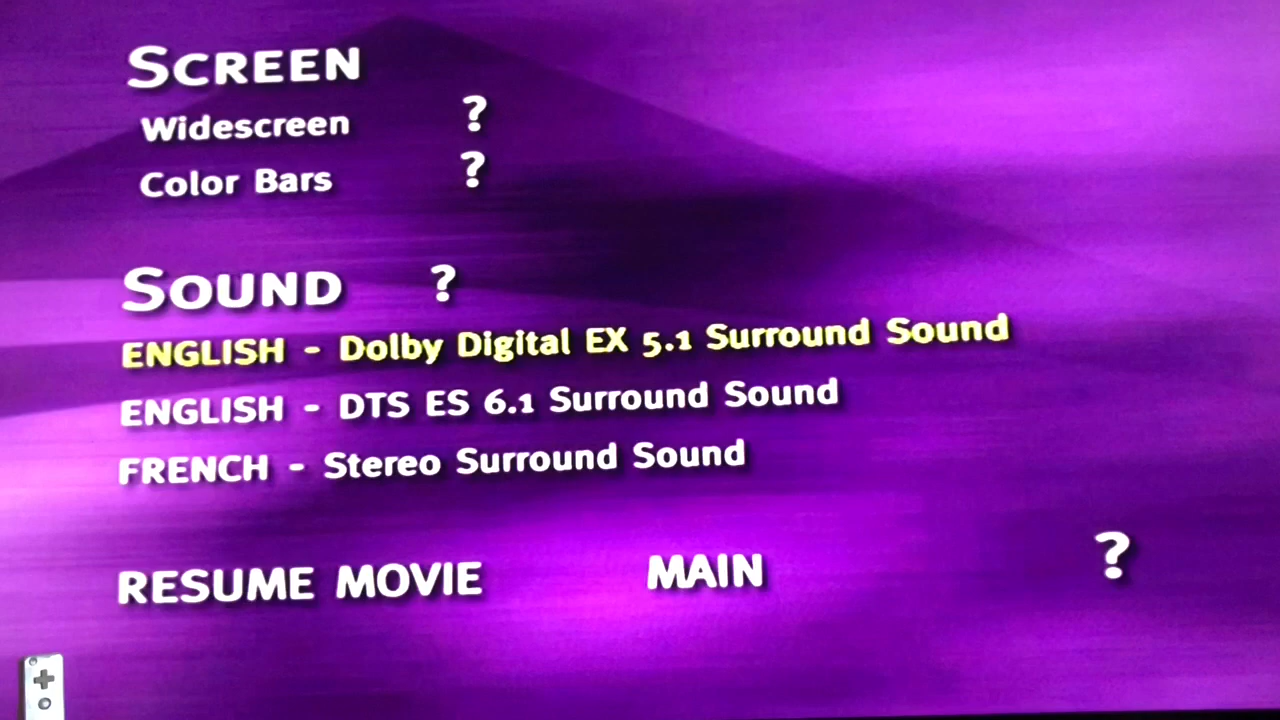 SCREEN
Widescreen ?
Color Bars ?
SOUND ?
ENGLISH - Dolby Digital EX 5.1 Surround Sound
ENGLISH - DTS ES 6.1 Surround Sound
FRENCH - Stereo Surround Sound
RESUME MOVIE MAIN ?